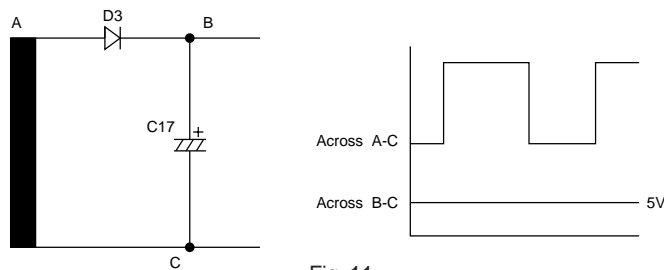 A
D3
B
C17
+
C
Across A-C
Across B-C
5V
Fig. 11